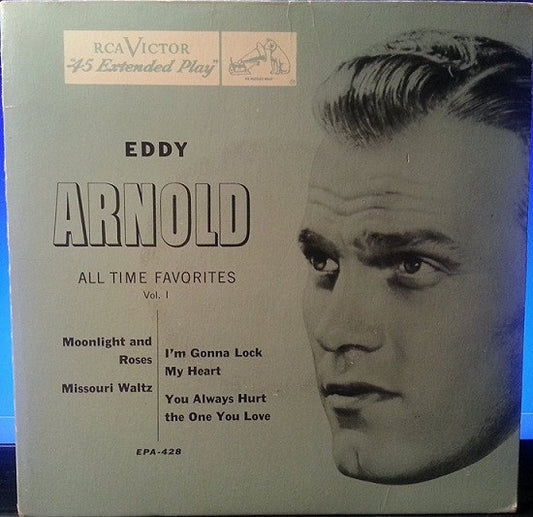 RCA VICTOR
"45 Extended Play"
EDDY
ARNOLD
ALL TIME FAVORITES
Vol. I
Moonlight and
Roses
Missouri Waltz
I'm Gonna Lock
My Heart
You Always Hurt
the One You Love
EPA-428